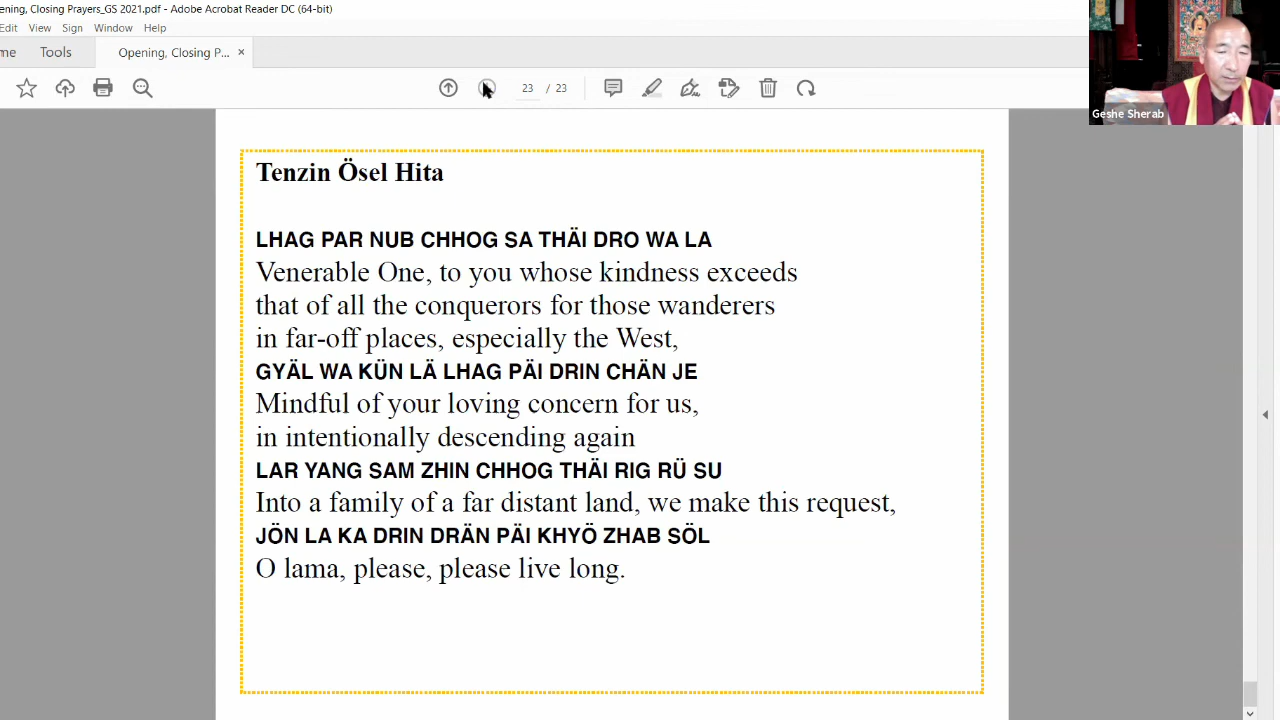 ening, Closing Prayers_GS 2021.pdf - Adobe Acrobat Reader DC (64-bit)
Edit View Sign Window Help
me Tools Opening, Closing P... ×
23 / 23
Geshe Sherab
Tenzin Ösel Hita
LHAG PAR NUB CHHOG SA THÄI DRO WA LA
Venerable One, to you whose kindness exceeds
that of all the conquerors for those wanderers
in far-off places, especially the West,
GYÄL WA KÜN LÄ LHAG PÄI DRIN CHÄN JE
Mindful of your loving concern for us,
in intentionally descending again
LAR YANG SAM ZHIN CHHOG THÄI RIG RÜ SU
Into a family of a far distant land, we make this request,
JÖN LA KA DRIN DRÄN PÄI KHYÖ ZHAB SÖL
O lama, please, please live long.